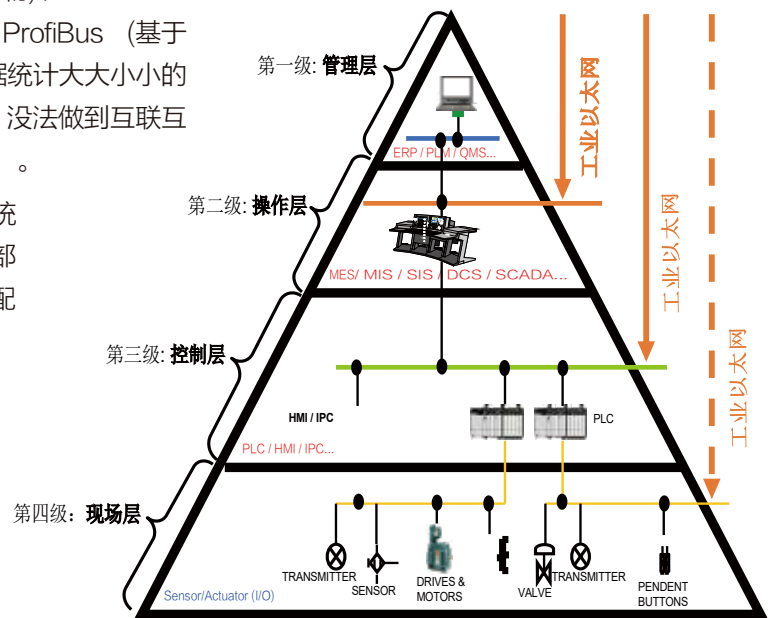 ProfiBus (基于
据统计大大小小的
没法做到互联互
。
统
部
配
第一级: 管理层
ERP / PLM / QMS...
第二级: 操作层
MES/ MIS / SIS / DCS / SCADA...
第三级: 控制层
HMI / IPC
PLC
PLC / HMI / IPC...
第四级：现场层
TRANSMITTER
SENSOR
DRIVES &
MOTORS
VALVE
TRANSMITTER
PENDENT
BUTTONS
Sensor/Actuator (I/O)
工业以太网
工业以太网
工业以太网